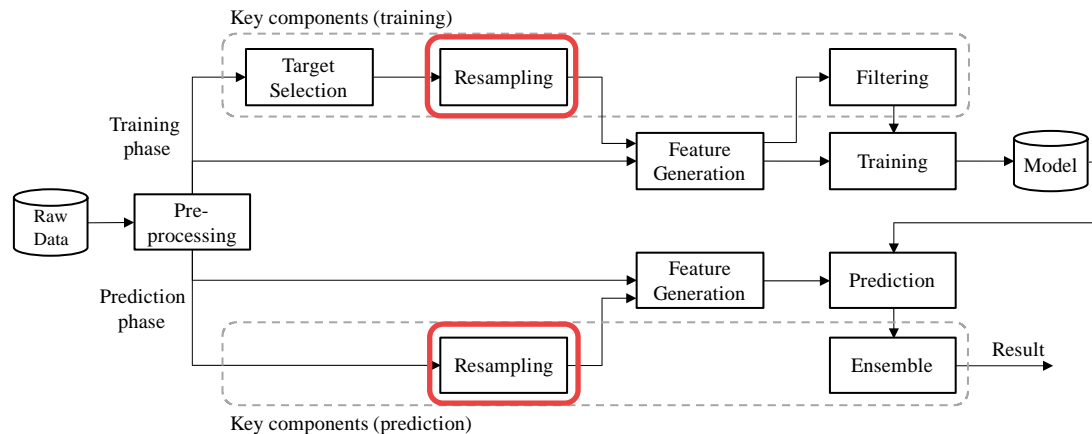 Key components (training)
Target
Selection
Resampling
Filtering
Training
phase
Feature
Generation
Training
Model
Raw
Data
Pre-
processing
Feature
Generation
Prediction
Prediction
phase
Resampling
Ensemble
Result
Key components (prediction)